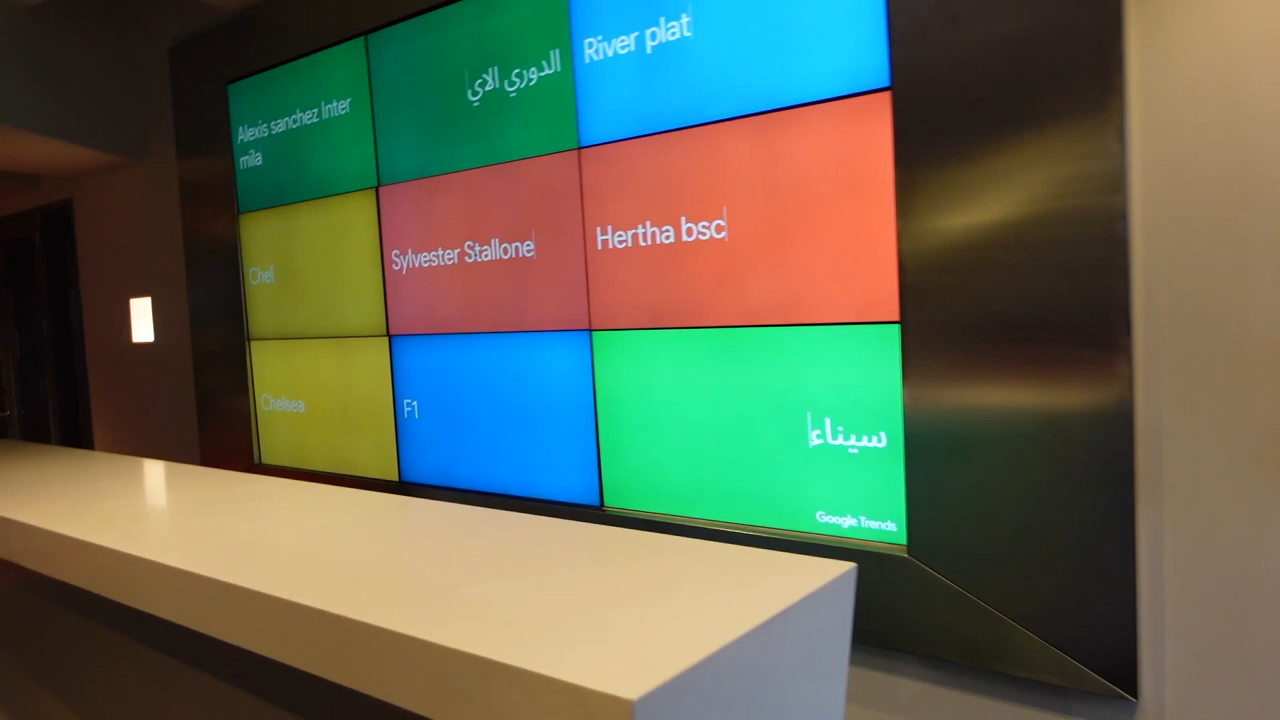 Alexis sanchez Inter
mila
الدوري الاي
River plat
Chel
Sylvester Stallone
Hertha bsc
Chelsea
F1
سيناء
Google Trends